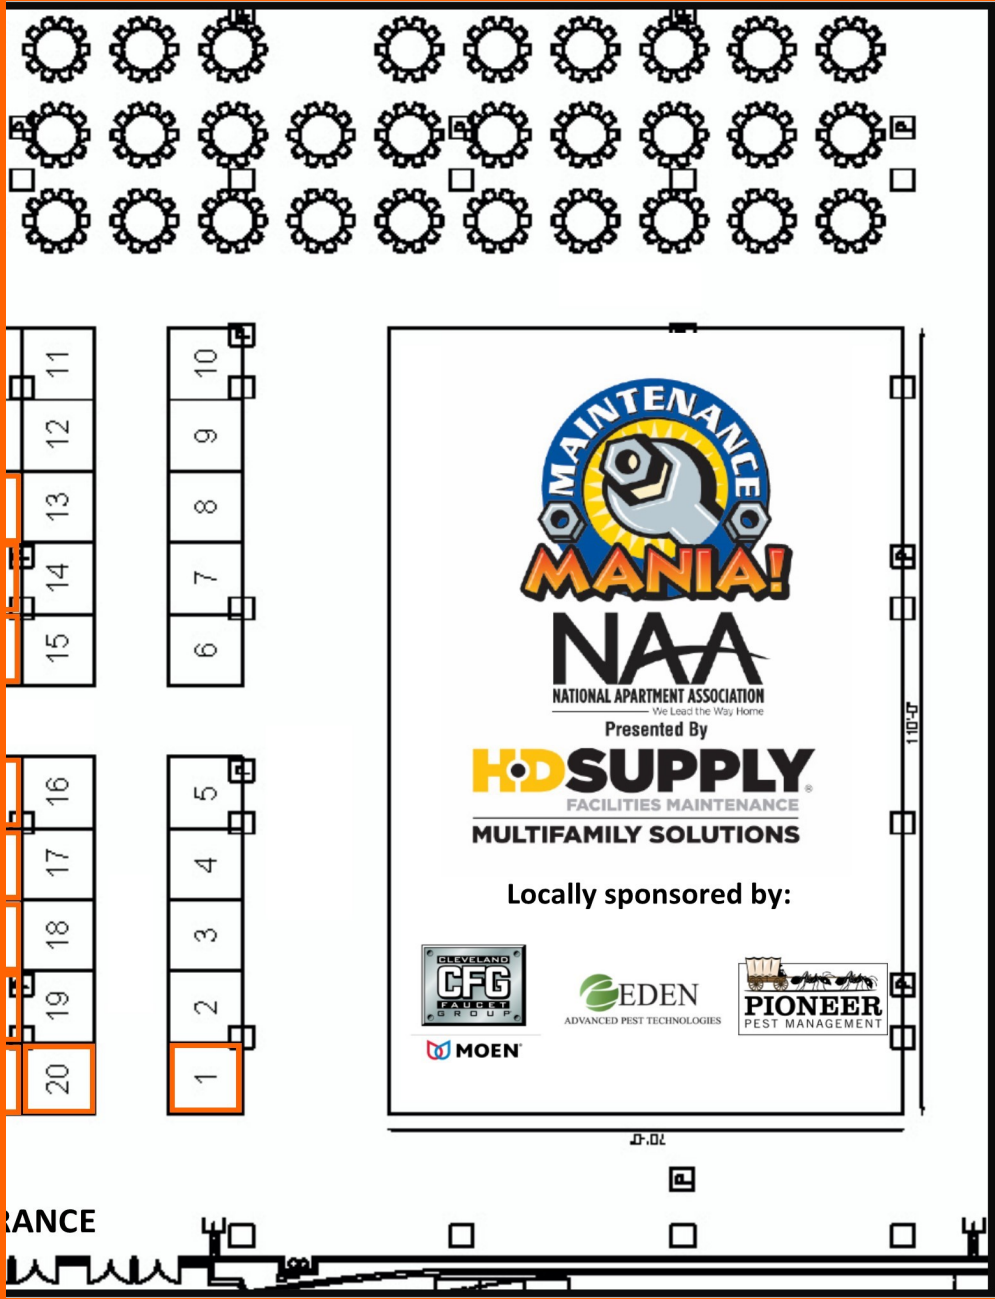 P
P
P
P
P
11
10
P
12
9
13
8
14
7
P
P
15
6
16
5
P
17
4
18
3
19
2
P
P
20
1
MAINTENANCE
MANIA!
NAA
NATIONAL APARTMENT ASSOCIATION
We Lead the Way Home
Presented By
HDSUPPLY®
FACILITIES MAINTENANCE
MULTIFAMILY SOLUTIONS
Locally sponsored by:
CLEVELAND
CFG
FAUCET
GROUP
MOEN®
EDEN
ADVANCED PEST TECHNOLOGIES
PIONEER
PEST MANAGEMENT
110'-0"
70'-0"
P
RANCE